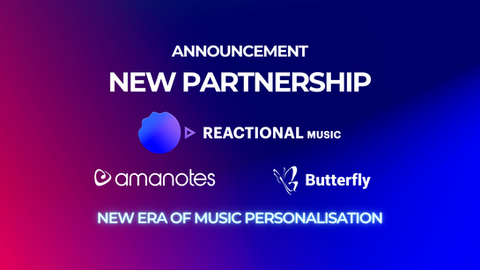 ANNOUNCEMENT
NEW PARTNERSHIP
REACTIONAL MUSIC
amanotes
Butterfly
NEW ERA OF MUSIC PERSONALISATION